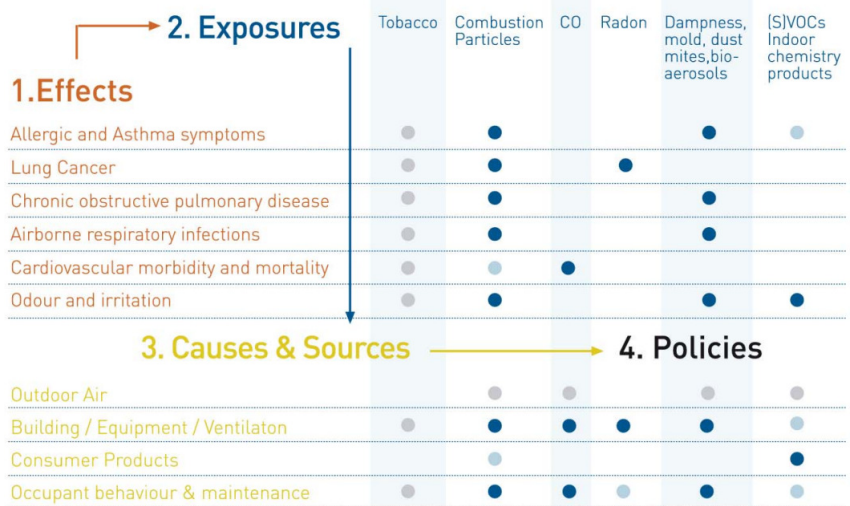 2. Exposures
1.Effects
Tobacco
Combustion
Particles
CO
Radon
Dampness,
mold, dust
mites,bio-
aerosols
(S)VOCs
Indoor
chemistry
products
Allergic and Asthma symptoms
Lung Cancer
Chronic obstructive pulmonary disease
Airborne respiratory infections
Cardiovascular morbidity and mortality
Odour and irritation
3. Causes & Sources
4. Policies
Outdoor Air
Building / Equipment / Ventilaton
Consumer Products
Occupant behaviour & maintenance